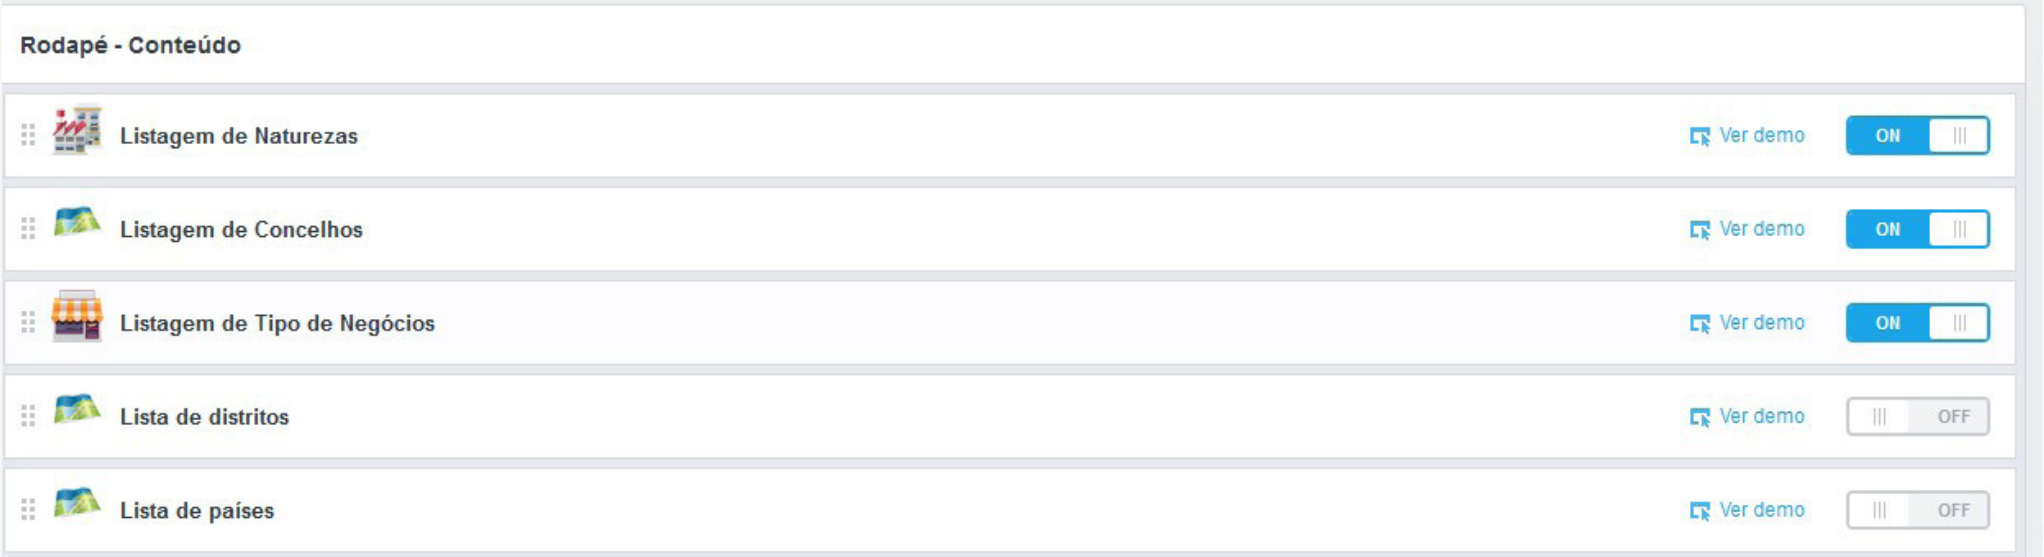 Rodapé - Conteúdo
Listagem de Naturezas Ver demo ON
Listagem de Concelhos Ver demo ON
Listagem de Tipo de Negócios Ver demo ON
Lista de distritos Ver demo OFF
Lista de países Ver demo OFF